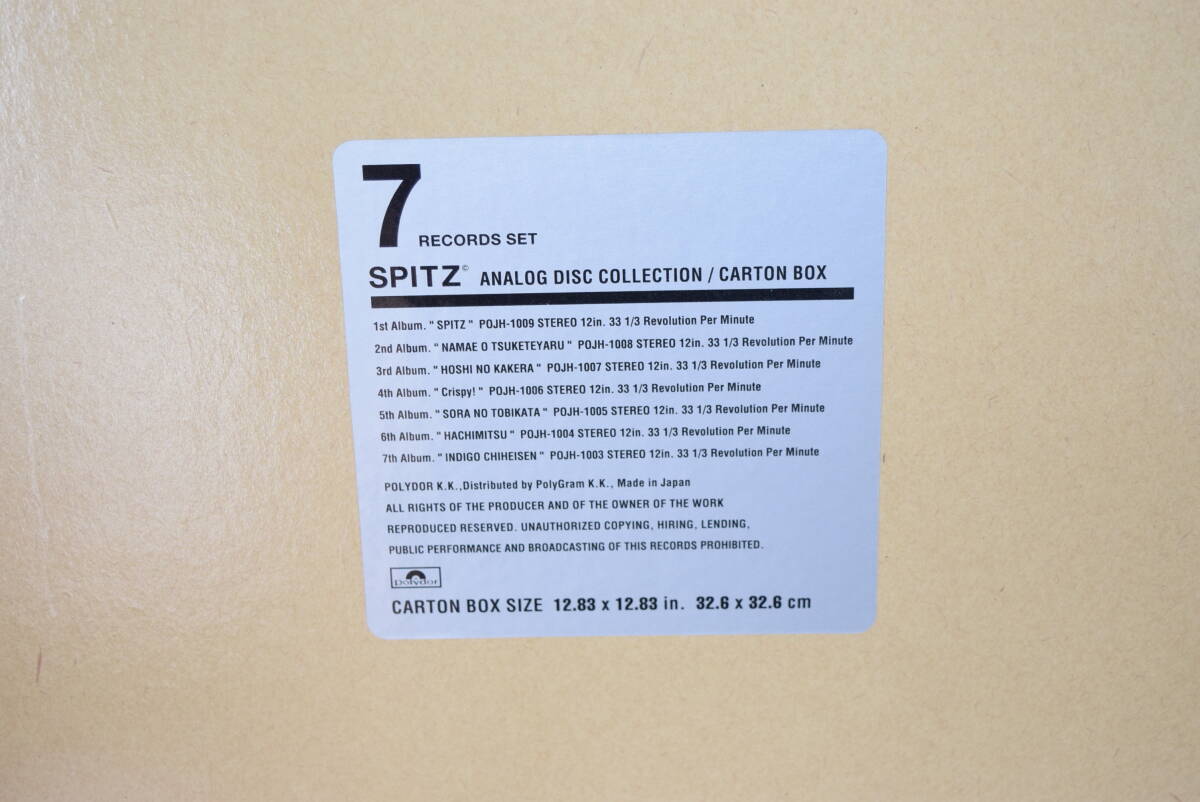 7 RECORDS SET
SPITZ© ANALOG DISC COLLECTION / CARTON BOX
1st Album. "SPITZ" POJH-1009 STEREO 12in. 33 1/3 Revolution Per Minute
2nd Album. "NAMAE O TSUKETEYARU" POJH-1008 STEREO 12in. 33 1/3 Revolution Per Minute
3rd Album. "HOSHI NO KAKERA" POJH-1007 STEREO 12in. 33 1/3 Revolution Per Minute
4th Album. "Crispy!" POJH-1006 STEREO 12in. 33 1/3 Revolution Per Minute
5th Album. "SORA NO TOBIKATA" POJH-1005 STEREO 12in. 33 1/3 Revolution Per Minute
6th Album. "HACHIMITSU" POJH-1004 STEREO 12in. 33 1/3 Revolution Per Minute
7th Album. "INDIGO CHIHEISEN" POJH-1003 STEREO 12in. 33 1/3 Revolution Per Minute
POLYDOR K.K.,Distributed by PolyGram K.K., Made in Japan
ALL RIGHTS OF THE PRODUCER AND OF THE OWNER OF THE WORK
REPRODUCED RESERVED. UNAUTHORIZED COPYING, HIRING, LENDING,
PUBLIC PERFORMANCE AND BROADCASTING OF THIS RECORDS PROHIBITED.
Polydor
CARTON BOX SIZE 12.83 x 12.83 in. 32.6 x 32.6 cm